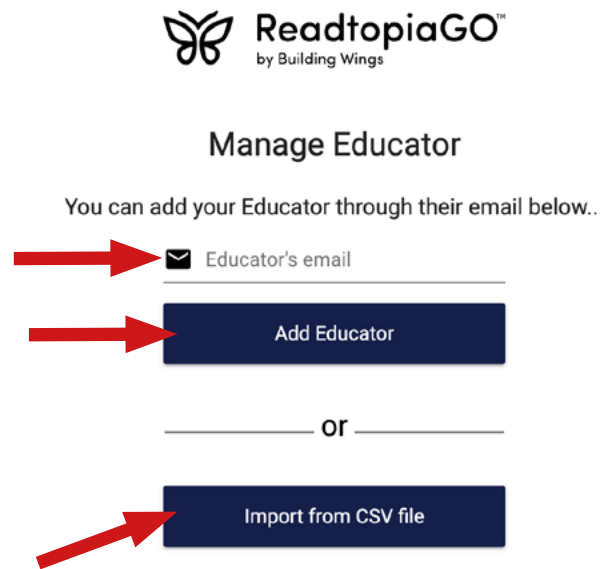 ReadtopiaGO™
by Building Wings
Manage Educator
You can add your Educator through their email below..
Educator's email
Add Educator
or
Import from CSV file